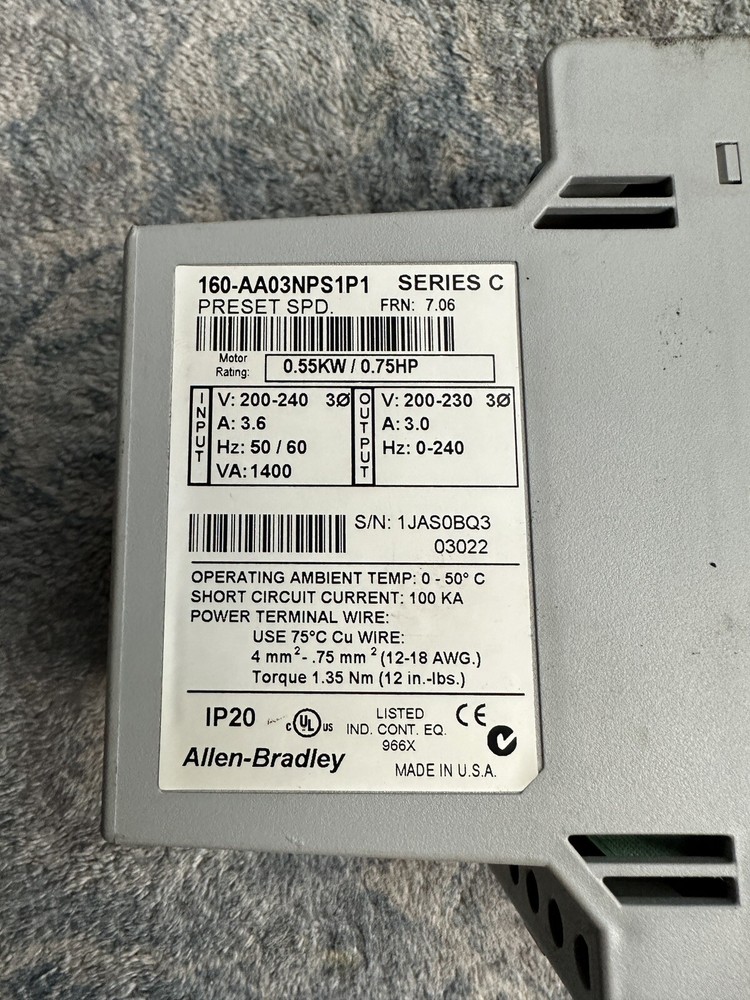 160-AA03NPS1P1 SERIES C
PRESET SPD. FRN: 7.06
Motor Rating: 0.55KW / 0.75HP
INPUT
V: 200-240 3Ø
A: 3.6
Hz: 50 / 60
VA: 1400
OUTPUT
V: 200-230 3Ø
A: 3.0
Hz: 0-240
S/N: 1JAS0BQ3
03022
OPERATING AMBIENT TEMP: 0 - 50° C
SHORT CIRCUIT CURRENT: 100 KA
POWER TERMINAL WIRE:
USE 75°C Cu WIRE:
4 mm²- .75 mm² (12-18 AWG.)
Torque 1.35 Nm (12 in.-lbs.)
IP20 c UL us LISTED CE
IND. CONT. EQ.
966X
Allen-Bradley MADE IN U.S.A.